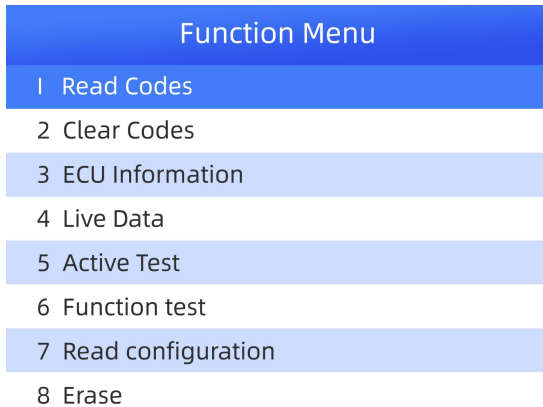 Function Menu
1 Read Codes
2 Clear Codes
3 ECU Information
4 Live Data
5 Active Test
6 Function test
7 Read configuration
8 Erase